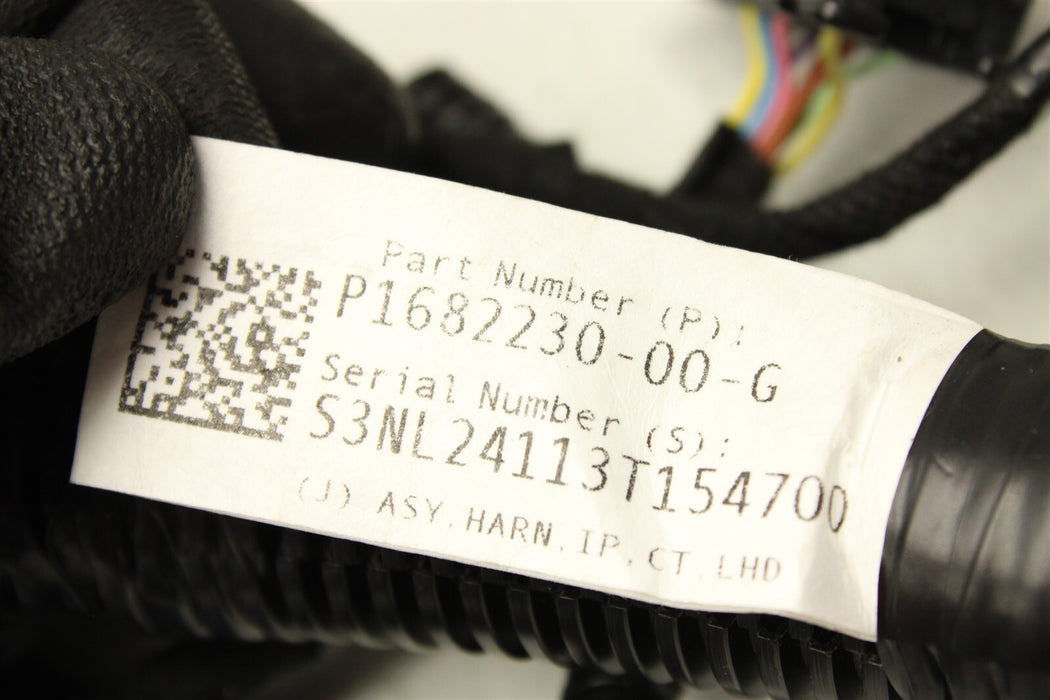 Part Number (P):
P1682230-00-G
Serial Number (S):
S3NL24113T154700
(J) ASY,HARN,IP,CT,LHD